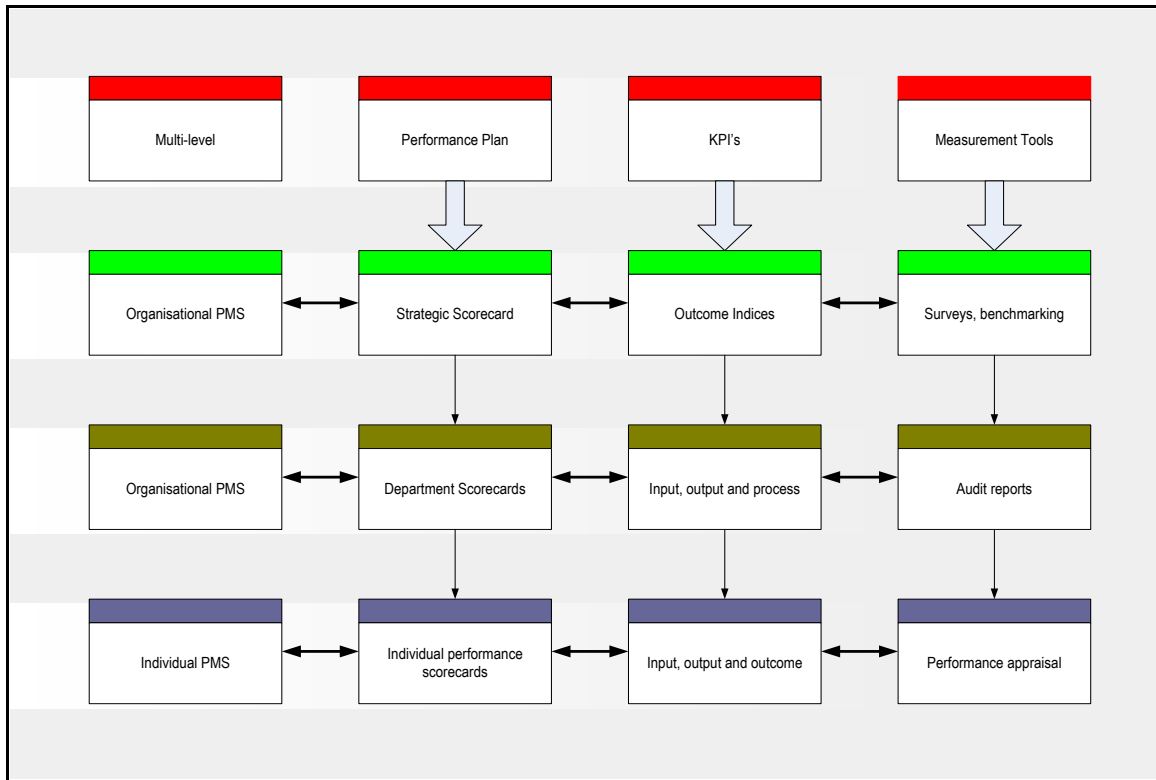 Multi-level
Performance Plan
KPI's
Measurement Tools
Organisational PMS
Strategic Scorecard
Outcome Indices
Surveys, benchmarking
Organisational PMS
Department Scorecards
Input, output and process
Audit reports
Individual PMS
Individual performance
scorecards
Input, output and outcome
Performance appraisal